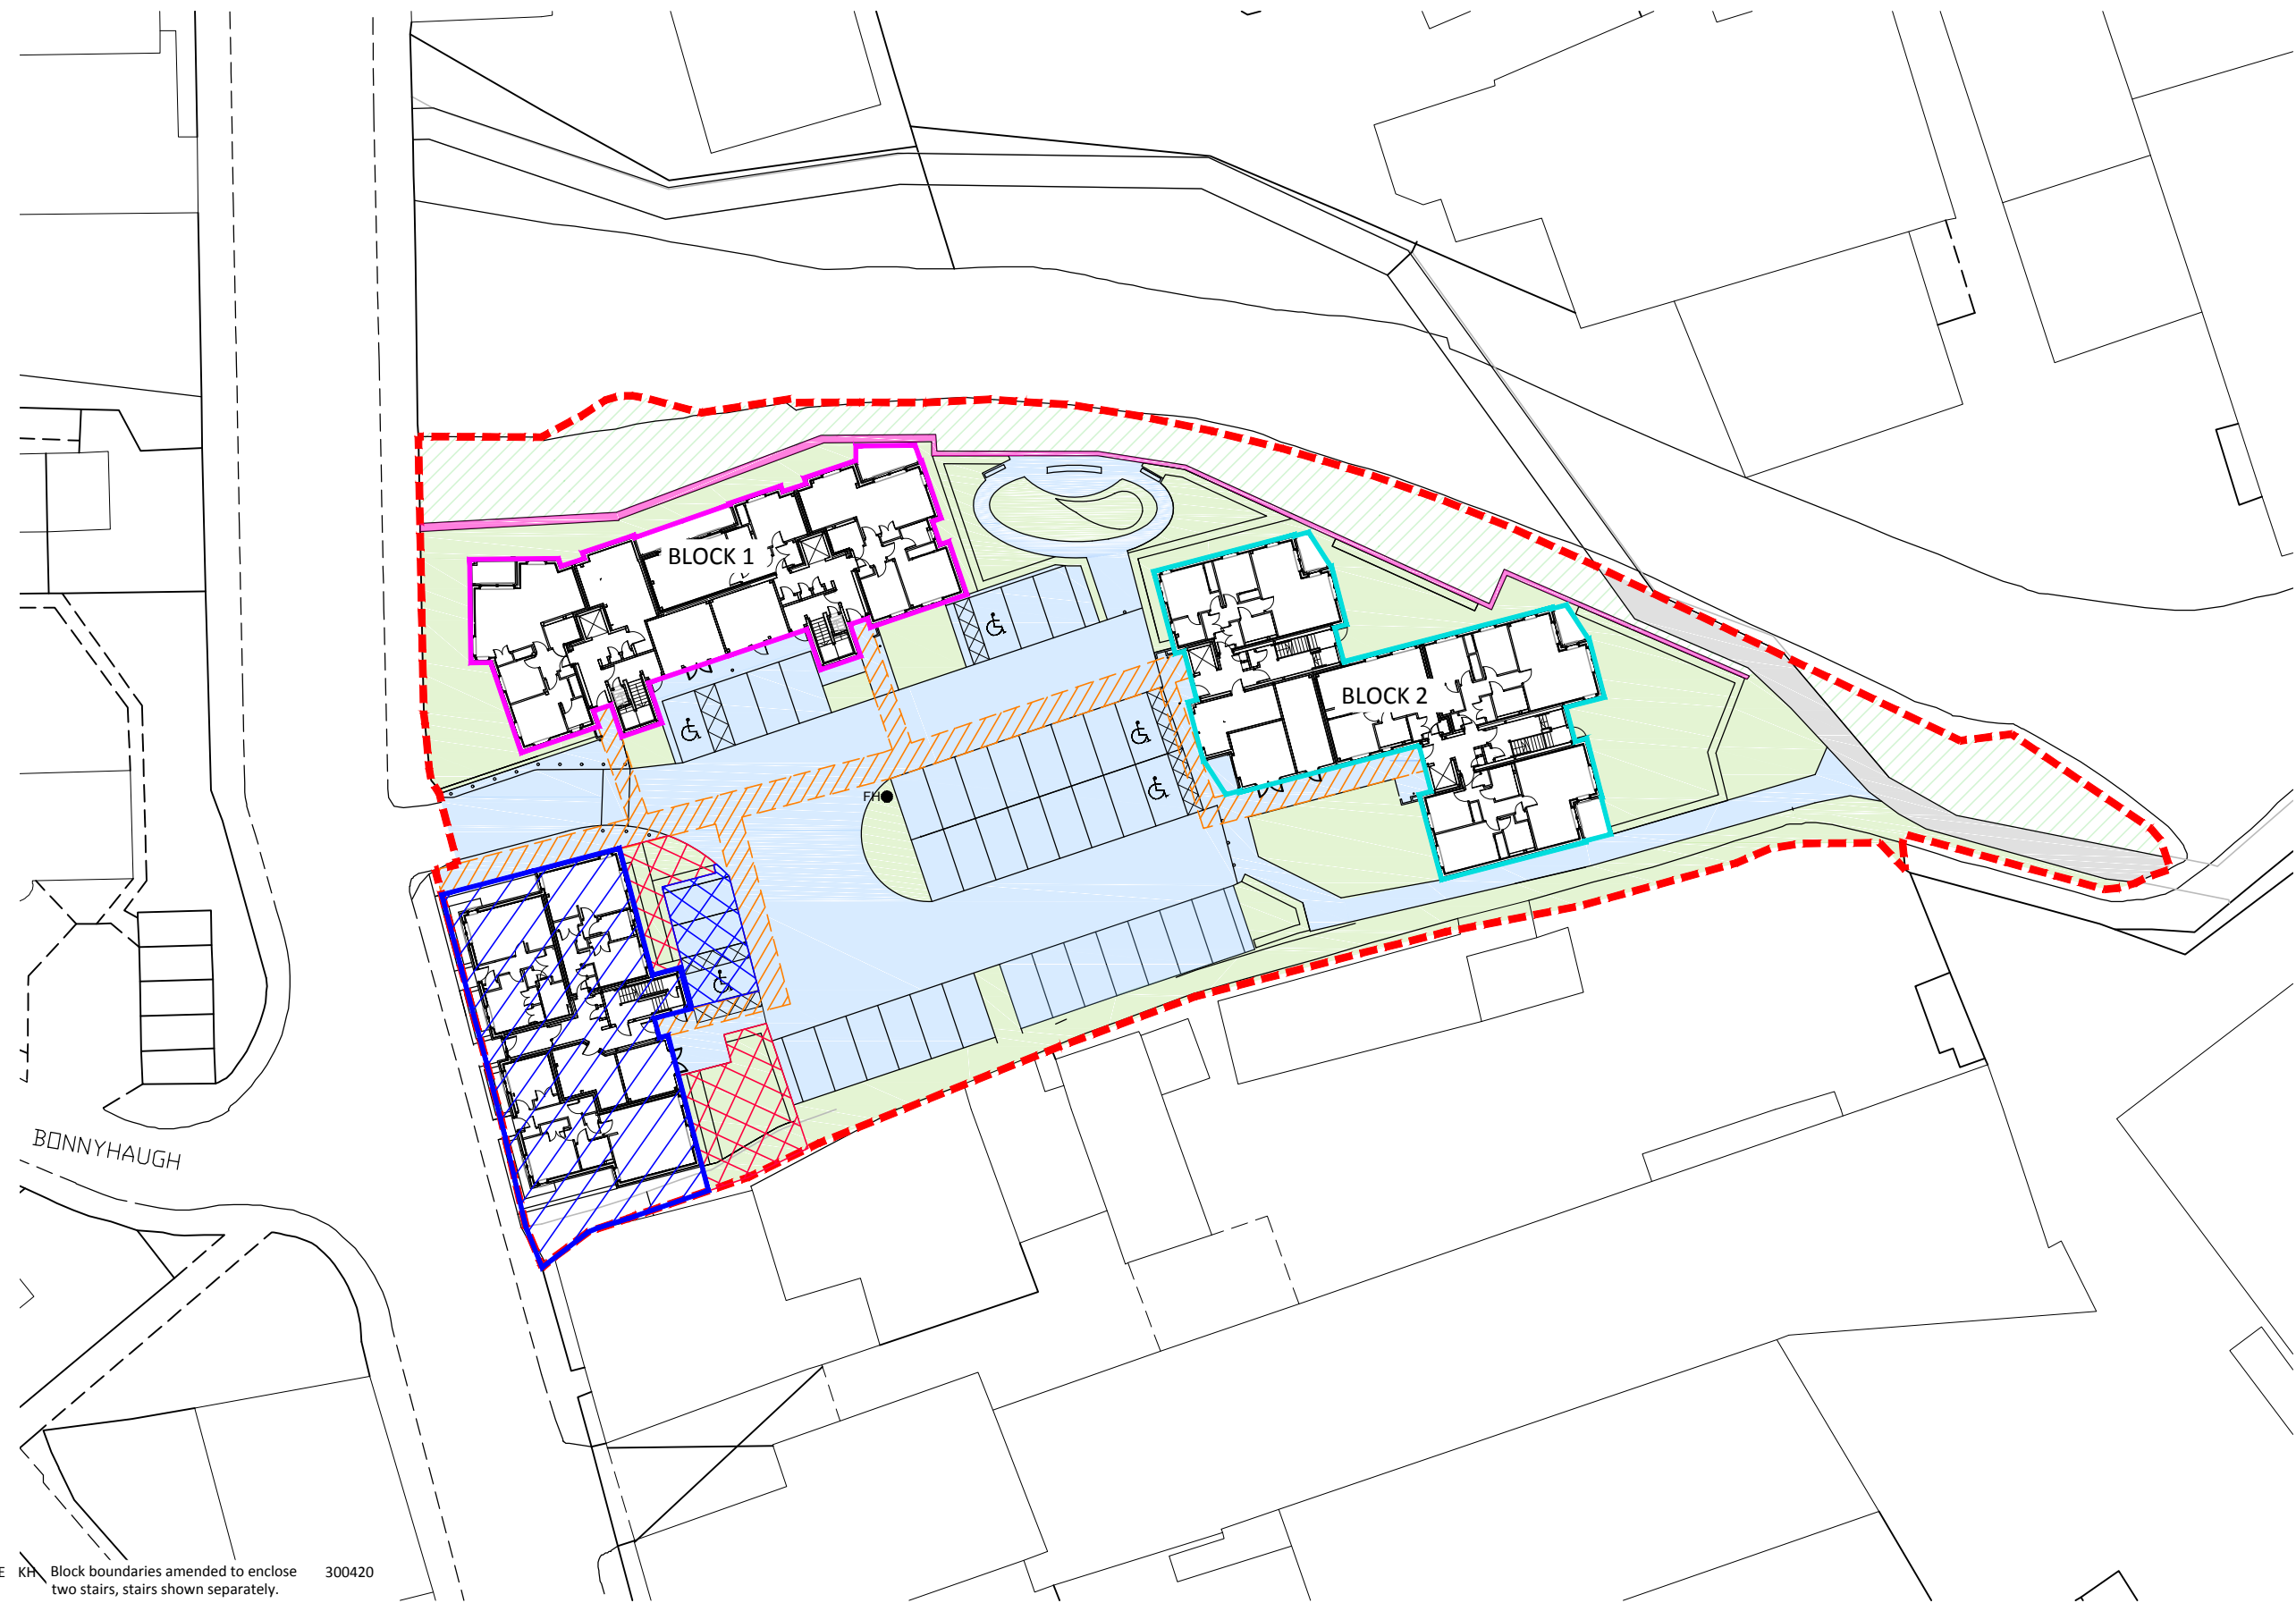 BLOCK 1
BLOCK 2
FH
BONNYHAUGH
E KH Block boundaries amended to enclose 300420
two stairs, stairs shown separately.